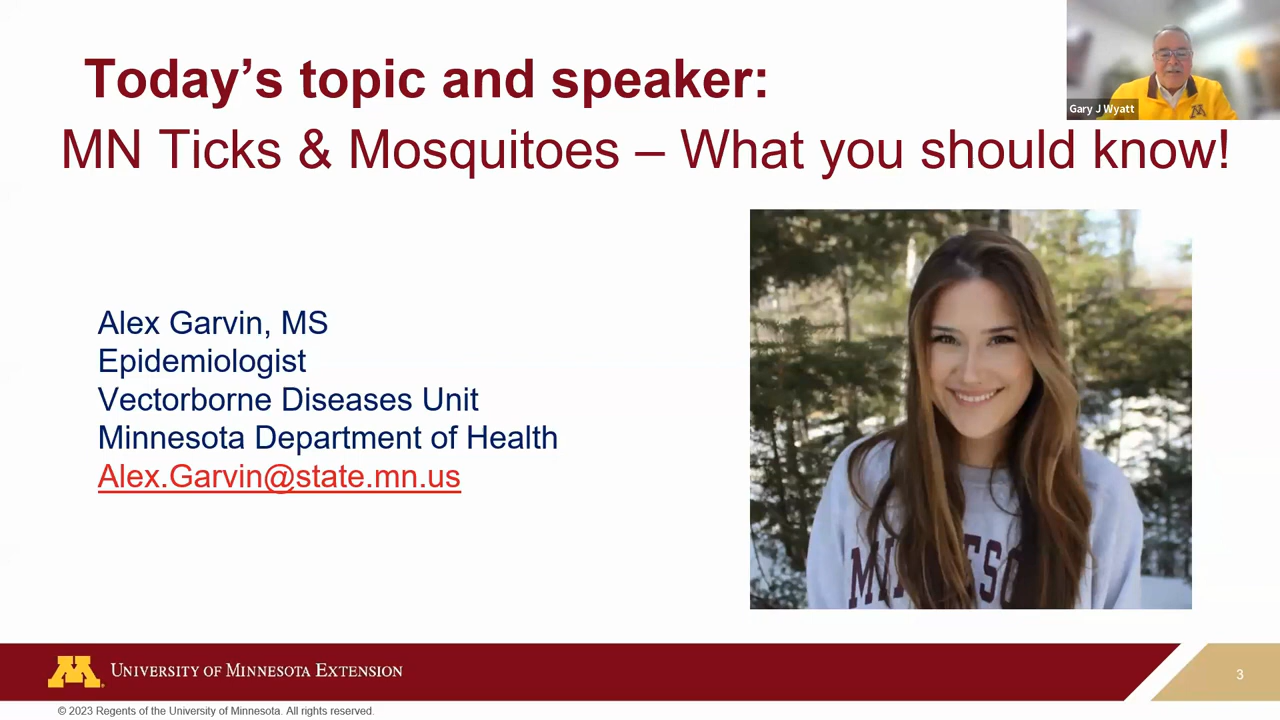 Today's topic and speaker:
Gary J Wyatt
MN Ticks & Mosquitoes – What you should know!
Alex Garvin, MS
Epidemiologist
Vectorborne Diseases Unit
Minnesota Department of Health
Alex.Garvin@state.mn.us
M
UNIVERSITY OF MINNESOTA EXTENSION
3
© 2023 Regents of the University of Minnesota. All rights reserved.